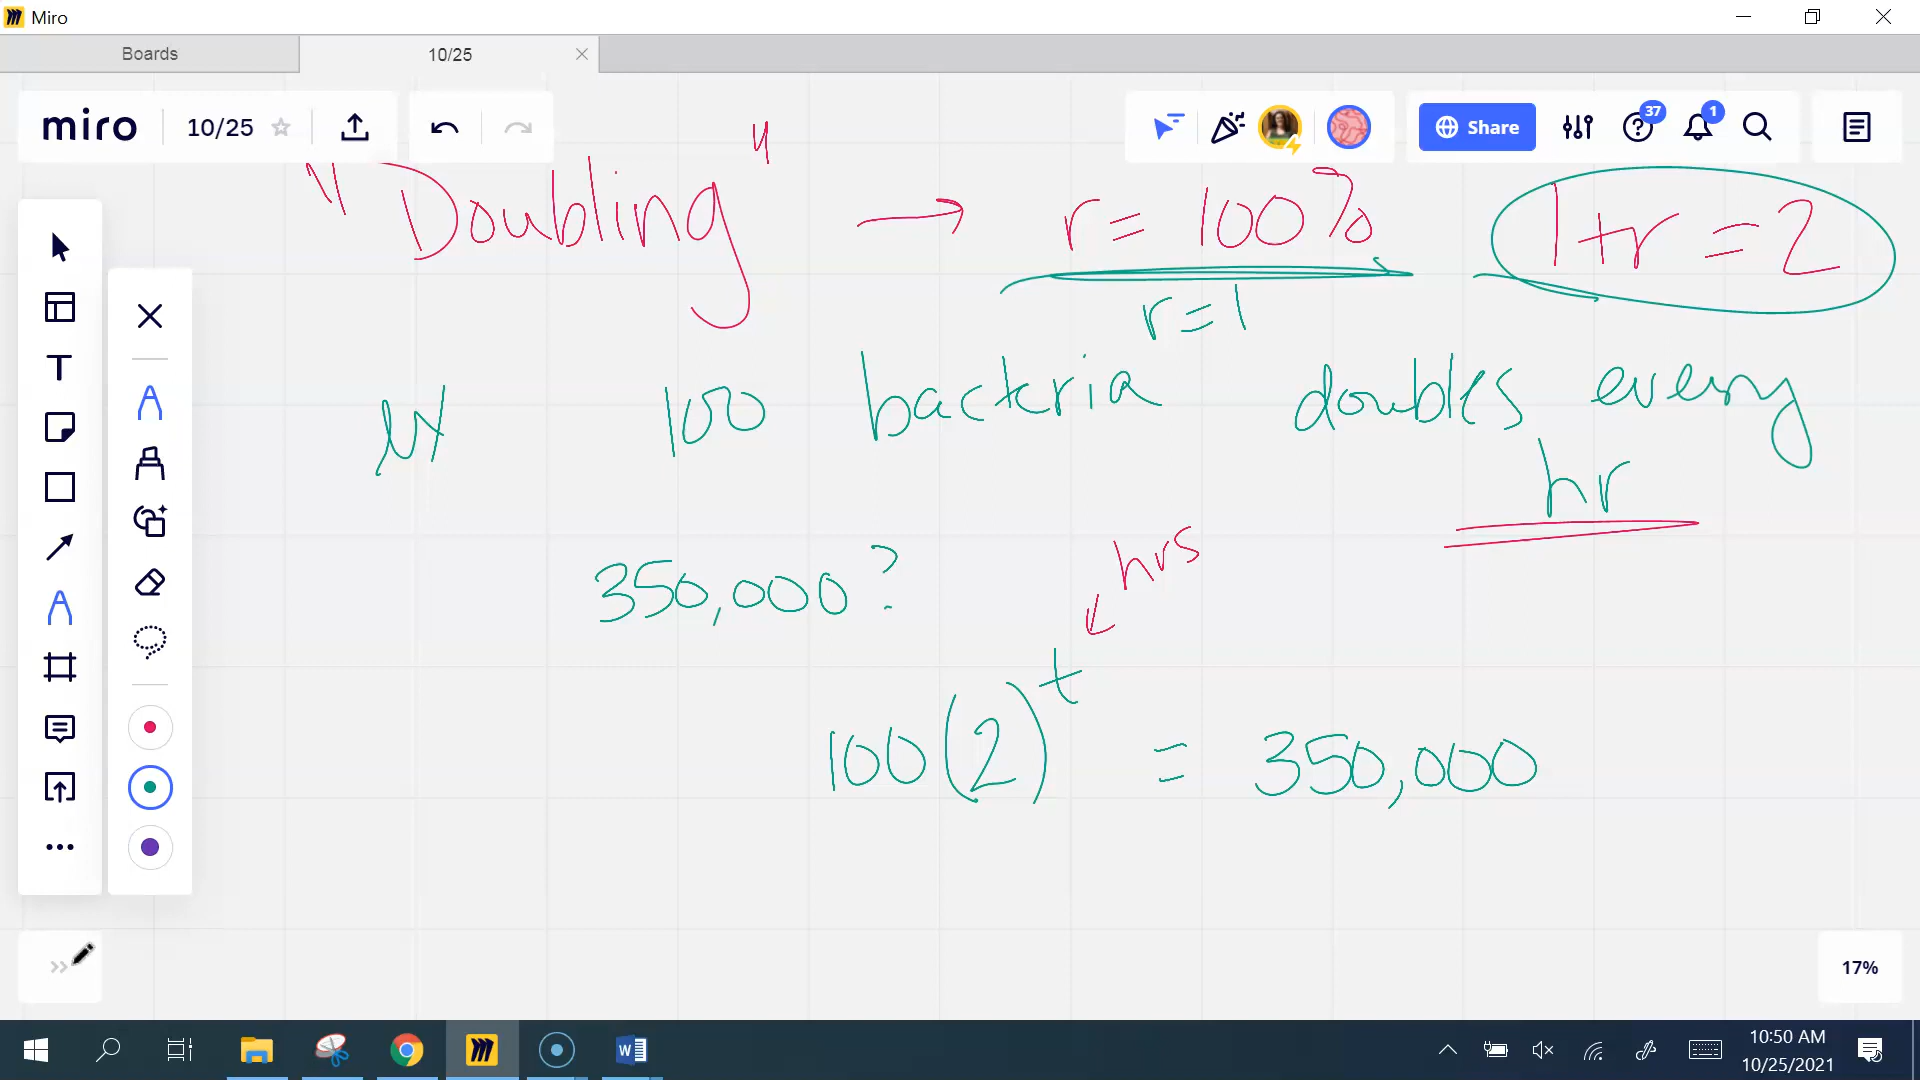 Miro
Boards
10/25
miro
10/25
Share
37
1
"Doubling" → r = 100% 1+r = 2
r = 1
ex 100 bacteria doubles every
hr
hrs
350,000?
100(2)^t = 350,000
17%
10:50 AM
10/25/2021